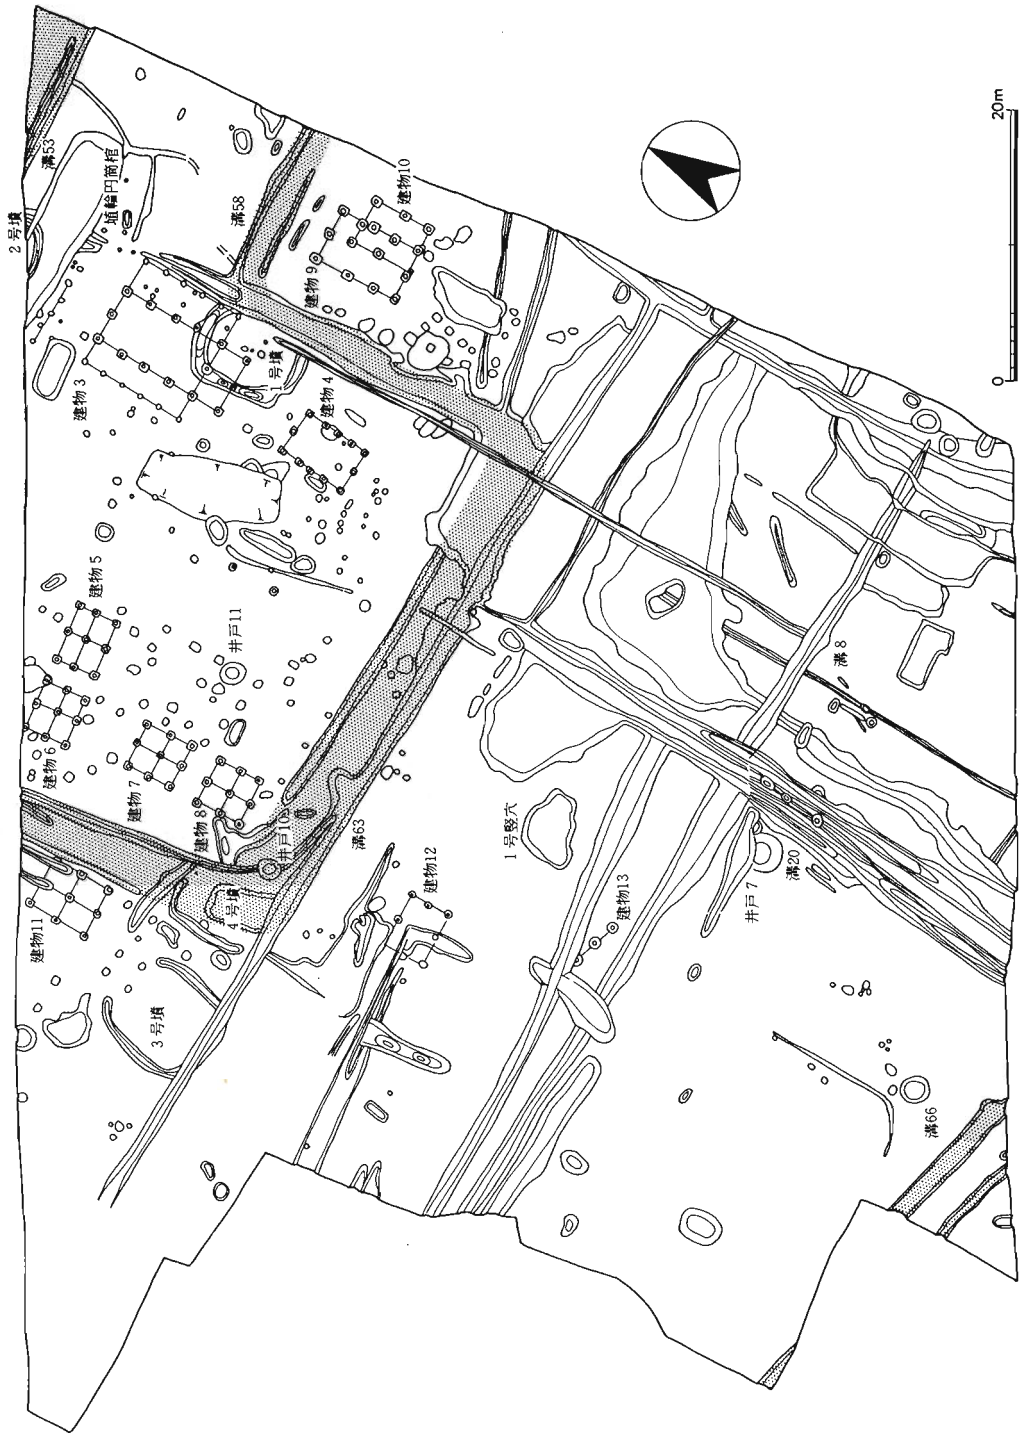 2号墳
溝53
埴輪円筒棺
溝58
建物10
建物9
建物3
1号墳
建物4
建物5
井戸11
建物6
建物7
建物8
井戸10
溝63
4号墳
建物11
3号墳
建物12
1号竪穴
建物13
井戸7
溝20
溝8
溝66
0
20m